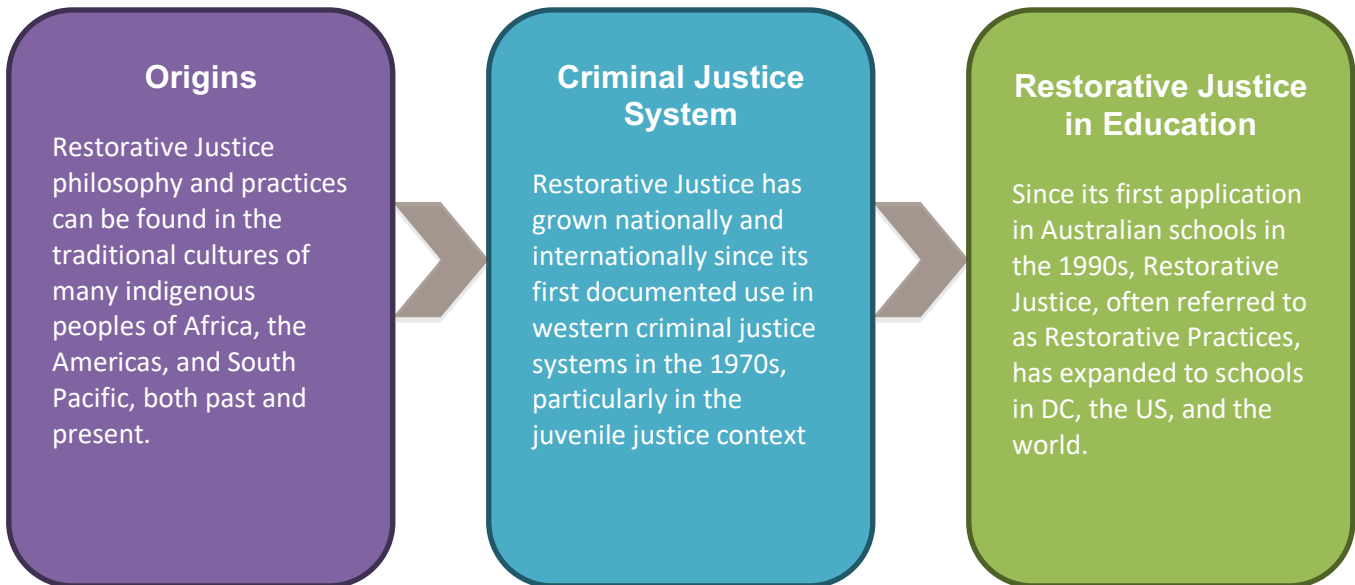 Origins
Restorative Justice
philosophy and practices
can be found in the
traditional cultures of
many indigenous
peoples of Africa, the
Americas, and South
Pacific, both past and
present.
Criminal Justice
System
Restorative Justice has
grown nationally and
internationally since its
first documented use in
western criminal justice
systems in the 1970s,
particularly in the
juvenile justice context
Restorative Justice
in Education
Since its first application
in Australian schools in
the 1990s, Restorative
Justice, often referred to
as Restorative Practices,
has expanded to schools
in DC, the US, and the
world.